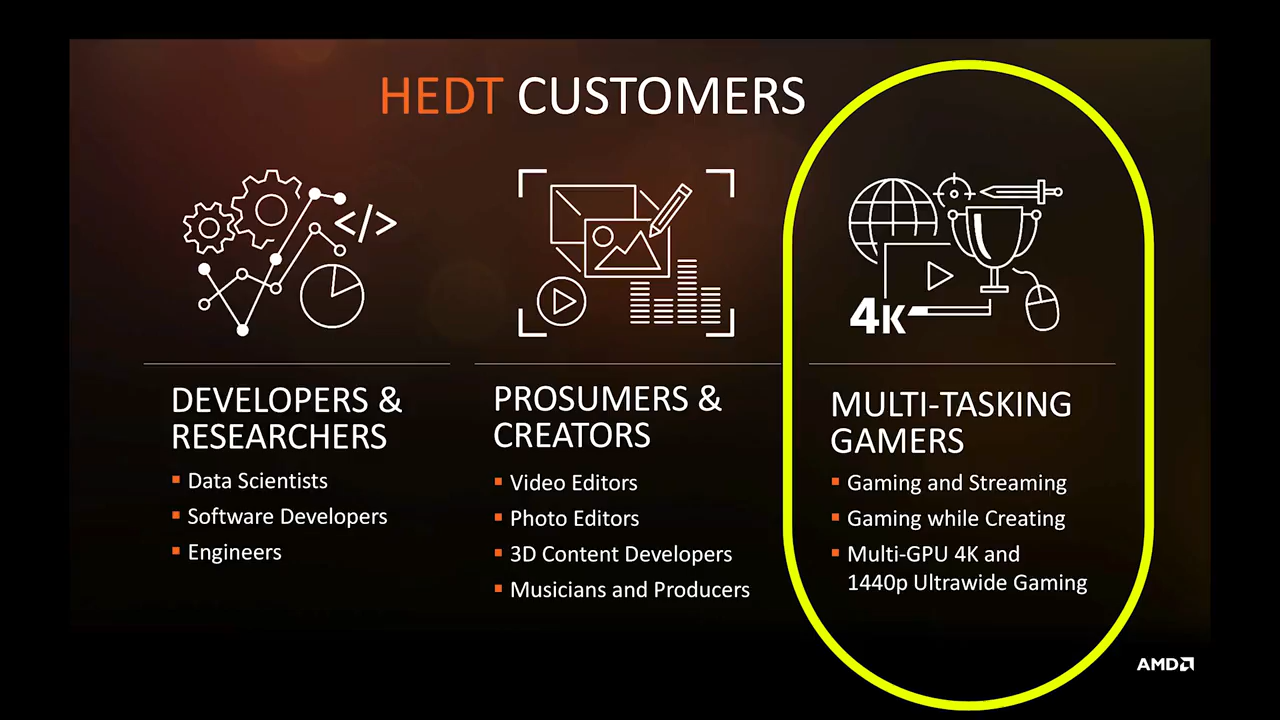 HEDT CUSTOMERS
</>
4K
DEVELOPERS &
RESEARCHERS
Data Scientists
Software Developers
Engineers
PROSUMERS &
CREATORS
Video Editors
Photo Editors
3D Content Developers
Musicians and Producers
MULTI-TASKING
GAMERS
Gaming and Streaming
Gaming while Creating
Multi-GPU 4K and
1440p Ultrawide Gaming
AMD